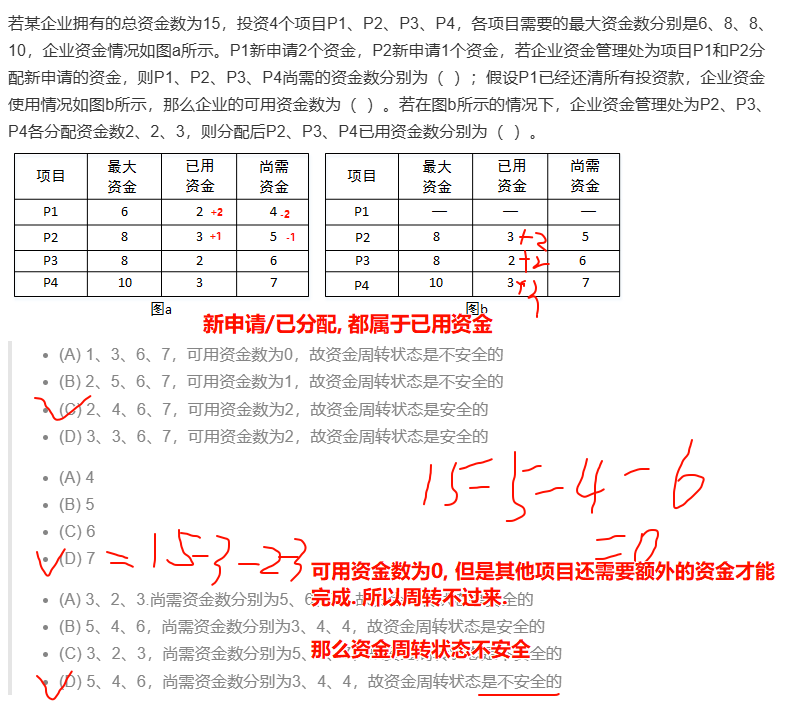 若某企业拥有的总资金数为15，投资4个项目P1、P2、P3、P4，各项目需要的最大资金数分别是6、8、8、
10，企业资金情况如图a所示。P1新申请2个资金，P2新申请1个资金，若企业资金管理处为项目P1和P2分
配新申请的资金，则P1、P2、P3、P4尚需的资金数分别为（ ）；假设P1已经还清所有投资款，企业资金
使用情况如图b所示，那么企业的可用资金数为（ ）。若在图b所示的情况下，企业资金管理处为P2、P3、
P4各分配资金数2、2、3，则分配后P2、P3、P4已用资金数分别为（ ）。
项目 最大资金 已用资金 尚需资金
P1 6 2 +2 4 -2
P2 8 3 +1 5 -1
P3 8 2 6
P4 10 3 7
图a
项目 最大资金 已用资金 尚需资金
P1 — — —
P2 8 3 5
P3 8 2 +2 6
P4 10 3 7
图b
新申请/已分配, 都属于已用资金
(A) 1、3、6、7，可用资金数为0，故资金周转状态是不安全的
(B) 2、5、6、7，可用资金数为1，故资金周转状态是不安全的
(C) 2、4、6、7，可用资金数为2，故资金周转状态是安全的
(D) 3、3、6、7，可用资金数为2，故资金周转状态是安全的
(A) 4
(B) 5
(C) 6
(D) 7 = 15-3-2-3
15-5-4-6
=0
可用资金数为0, 但是其他项目还需要额外的资金才能
完成. 所以周转不过来.
那么资金周转状态不安全
(A) 3、2、3.尚需资金数分别为5、6 全的
(B) 5、4、6，尚需资金数分别为3、4、4，故资金周转状态是安全的
(C) 3、2、3，尚需资金数分别为5、 安全的
(D) 5、4、6，尚需资金数分别为3、4、4，故资金周转状态是不安全的